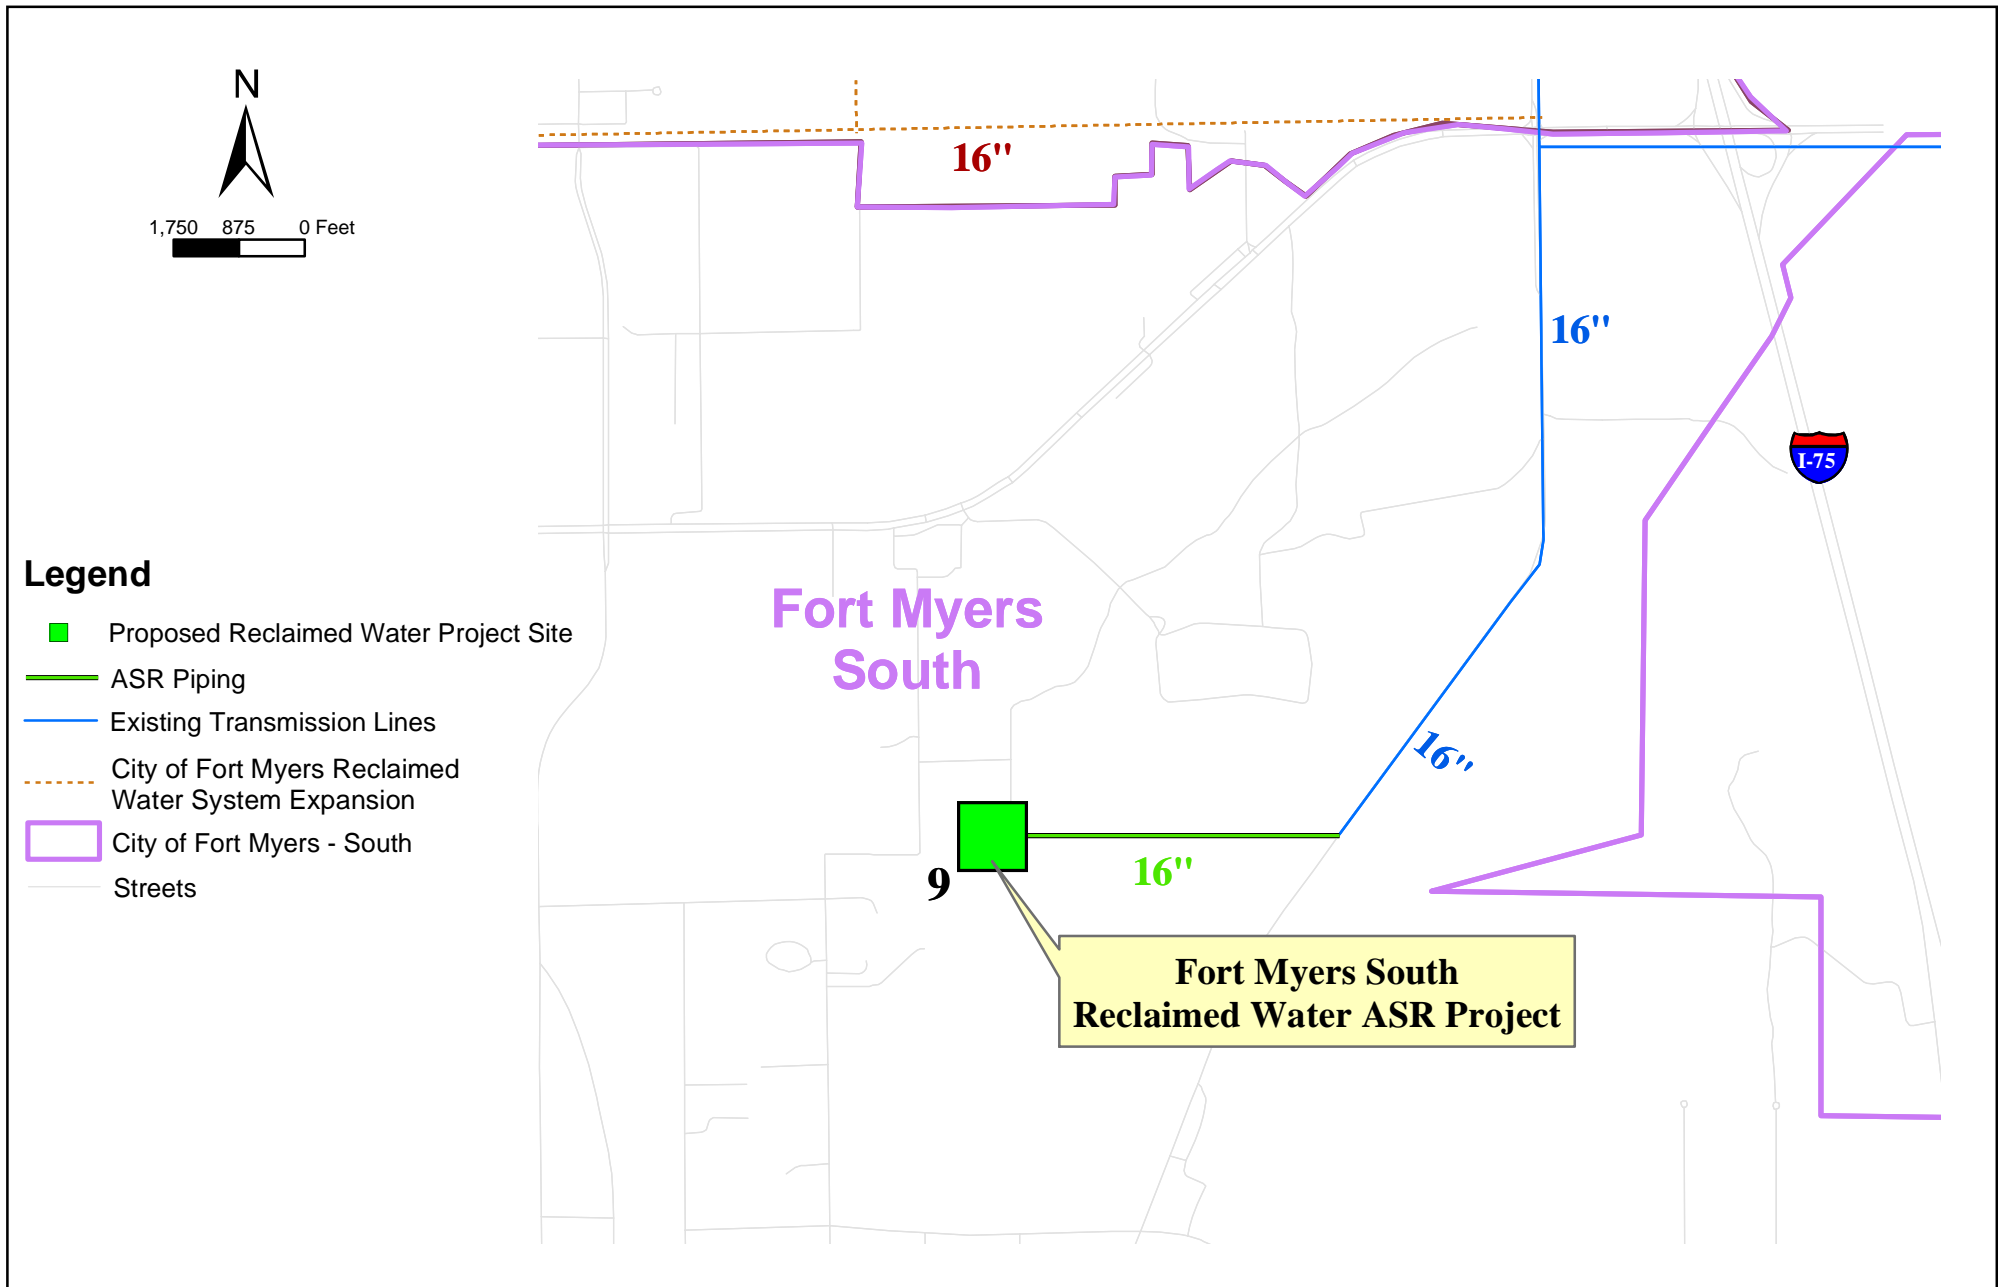 N
1,750 875 0 Feet
16"
16"
I-75
Legend
Proposed Reclaimed Water Project Site
ASR Piping
Existing Transmission Lines
City of Fort Myers Reclaimed
Water System Expansion
City of Fort Myers - South
Streets
Fort Myers
South
16"
16"
9
Fort Myers South
Reclaimed Water ASR Project